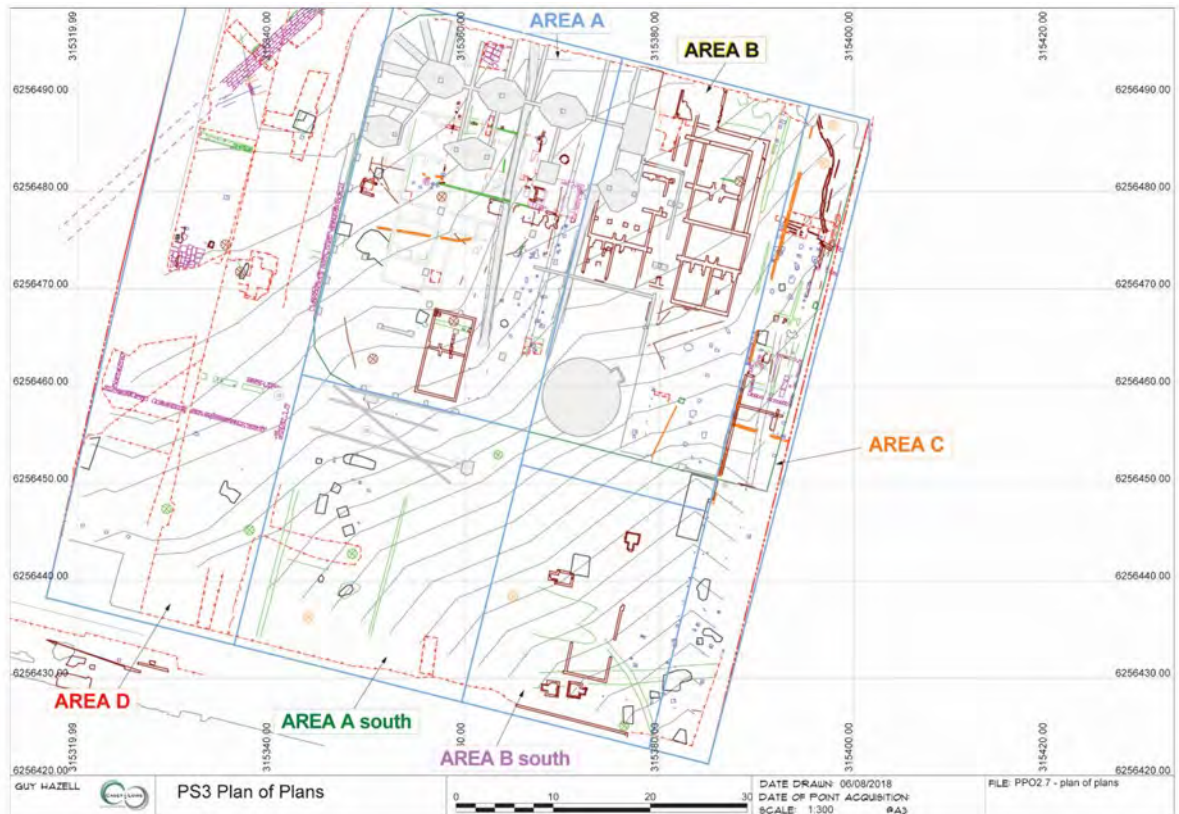 AREA A
AREA B
315319.99
315340.00
315360.00
315380.00
315400.00
315420.00
6256490.00
6256490.00
6256480.00
6256480.00
6256470.00
6256470.00
6256460.00
6256460.00
AREA C
6256450.00
6256450.00
6256440.00
6256440.00
6256430.00
6256430.00
AREA D
AREA A south
AREA B south
315319.99
315340.00
315380.00
315400.00
315420.00
6256420.00
6256420.00
GUY HAZELL
PS3 Plan of Plans
0 10 20 30
DATE DRAWN: 06/08/2018
DATE OF POINT ACQUISITION:
SCALE: 1:300 @A3
FILE: PPO2.7 - plan of plans